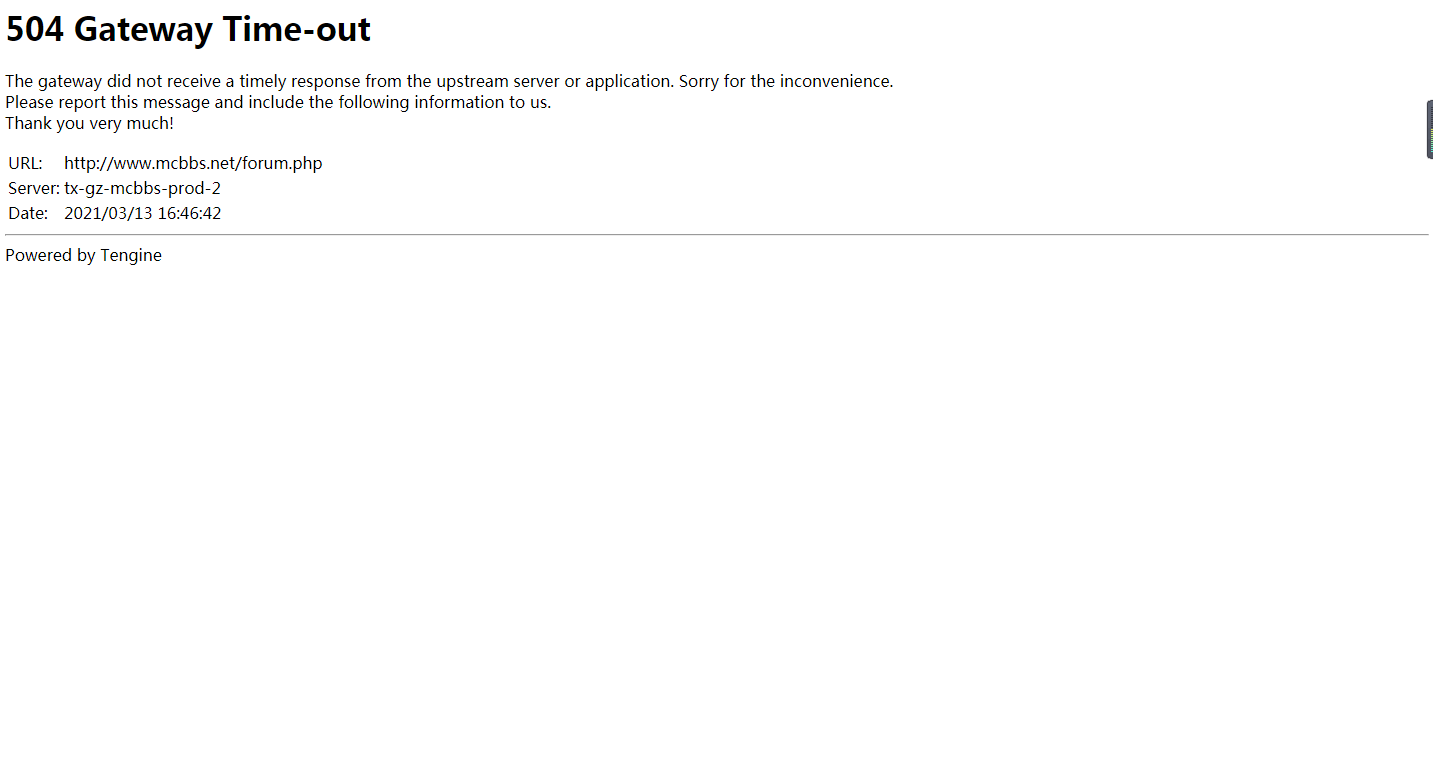 504 Gateway Time-out
The gateway did not receive a timely response from the upstream server or application. Sorry for the inconvenience.
Please report this message and include the following information to us.
Thank you very much!
URL: http://www.mcbbs.net/forum.php
Server: tx-gz-mcbbs-prod-2
Date: 2021/03/13 16:46:42
Powered by Tengine